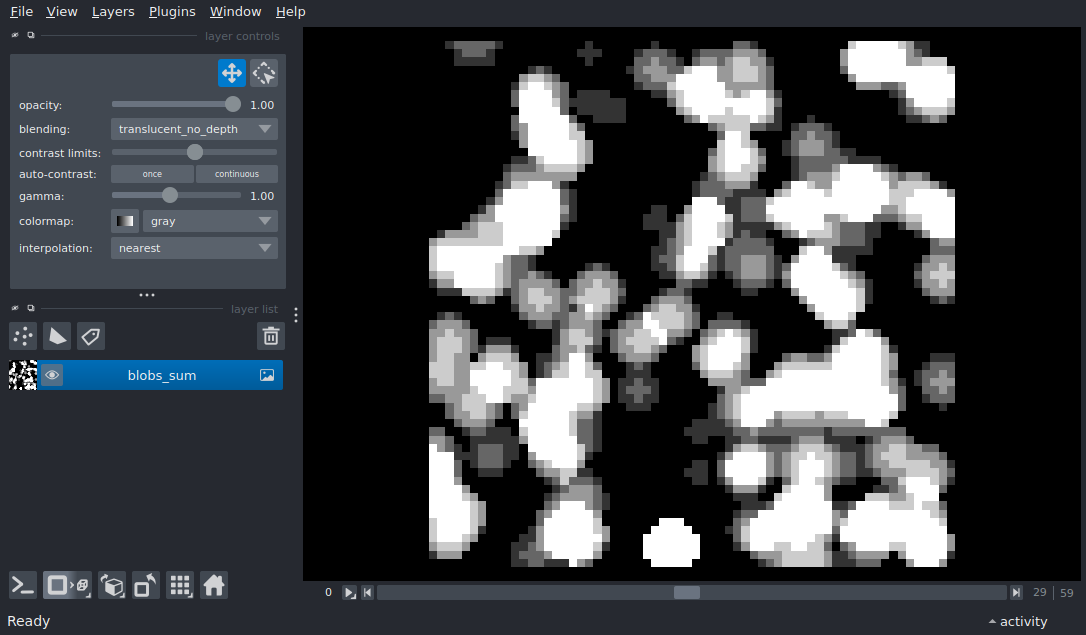 File View Layers Plugins Window Help
layer controls
opacity: 1.00
blending: translucent_no_depth
contrast limits:
auto-contrast: once continuous
gamma: 1.00
colormap: gray
interpolation: nearest
layer list
blobs_sum
0 29 59
Ready activity